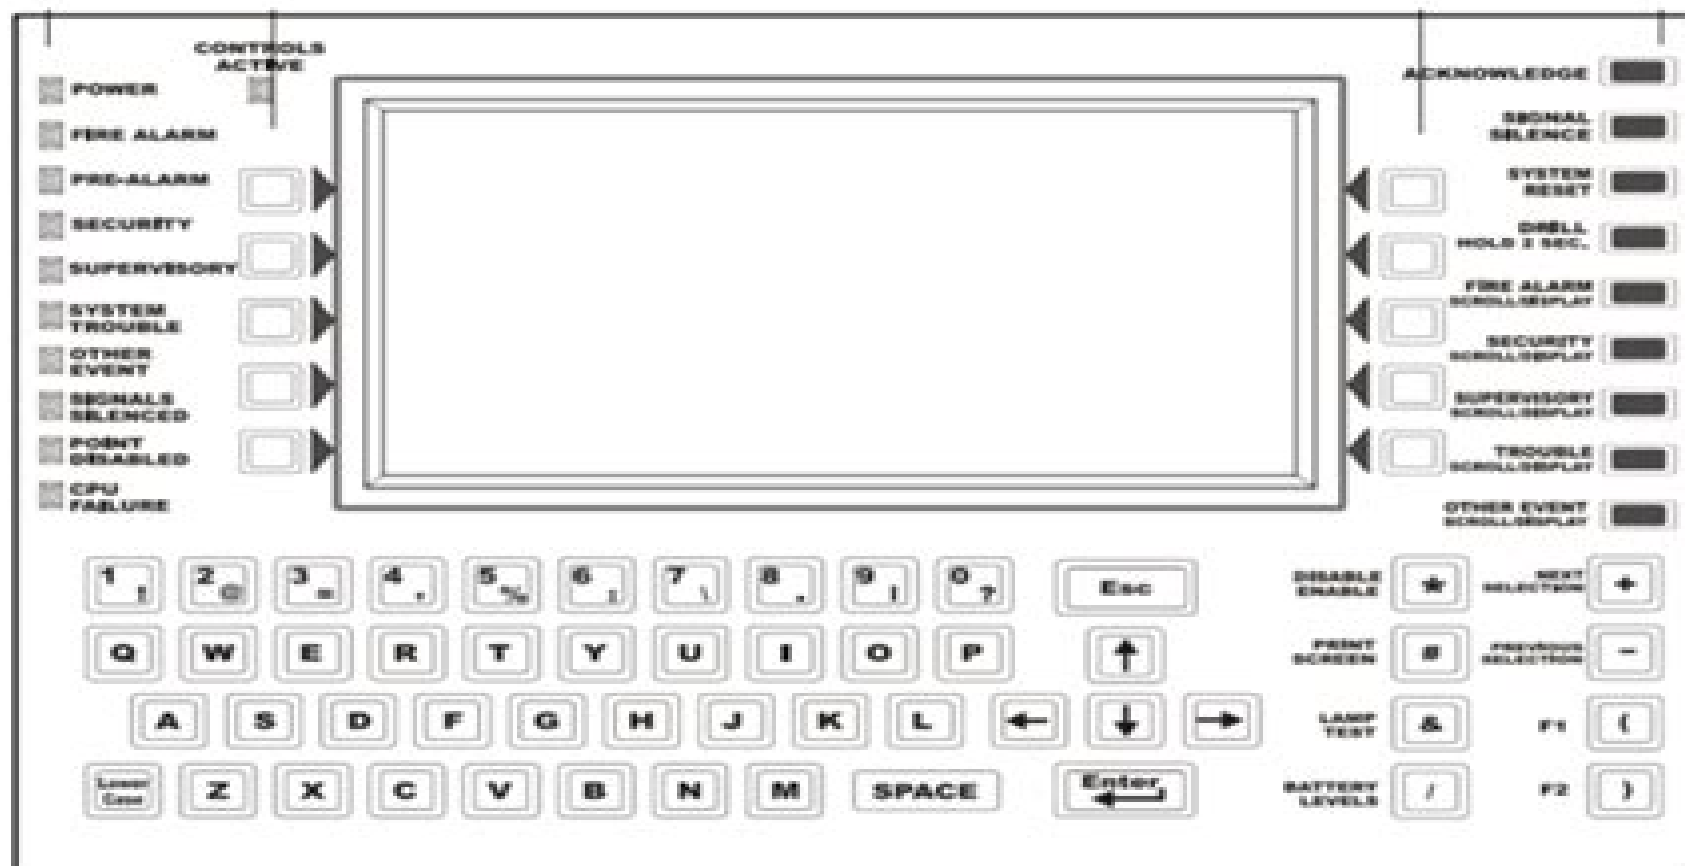 CONTROLS
ACTIVE
POWER
FIRE ALARM
PRE-ALARM
SECURITY
SUPERVISORY
SYSTEM
TROUBLE
OTHER
EVENT
SIGNALS
SILENCED
POINT
DISABLED
CPU
FAILURE
ACKNOWLEDGE
SIGNAL
SILENCE
SYSTEM
RESET
DRILL
HOLD 2 SEC.
FIRE ALARM
SCROLL/DISPLAY
SECURITY
SCROLL/DISPLAY
SUPERVISORY
SCROLL/DISPLAY
TROUBLE
SCROLL/DISPLAY
OTHER EVENT
SCROLL/DISPLAY
1 2 @ 3 = 4 5 % 6 : 7 \ 8 9 0 ?
Q W E R T Y U I O P
A S D F G H J K L
Lower
Case
Z X C V B N M SPACE
Esc
↑
← ↓ →
Enter
DISABLE
ENABLE
*
PRINT
SCREEN
#
LAMP
TEST
&
BATTERY
LEVELS
/
NEXT
SELECTION
+
PREVIOUS
SELECTION
-
F1 (
F2 )